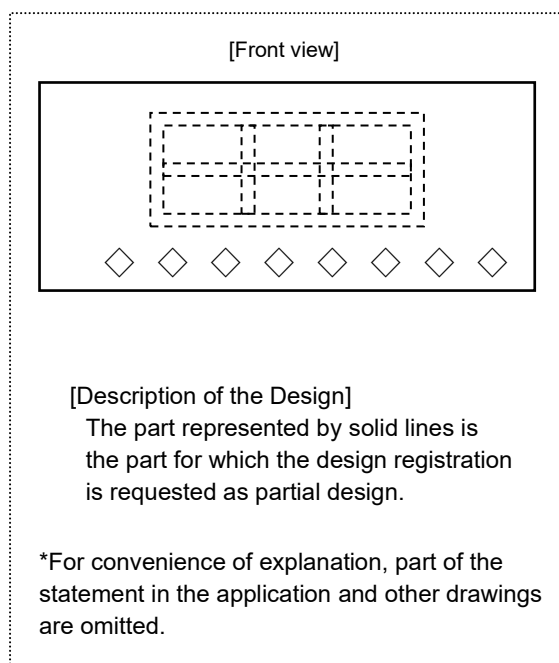 [Front view]
[Description of the Design]
The part represented by solid lines is
the part for which the design registration
is requested as partial design.
*For convenience of explanation, part of the
statement in the application and other drawings
are omitted.